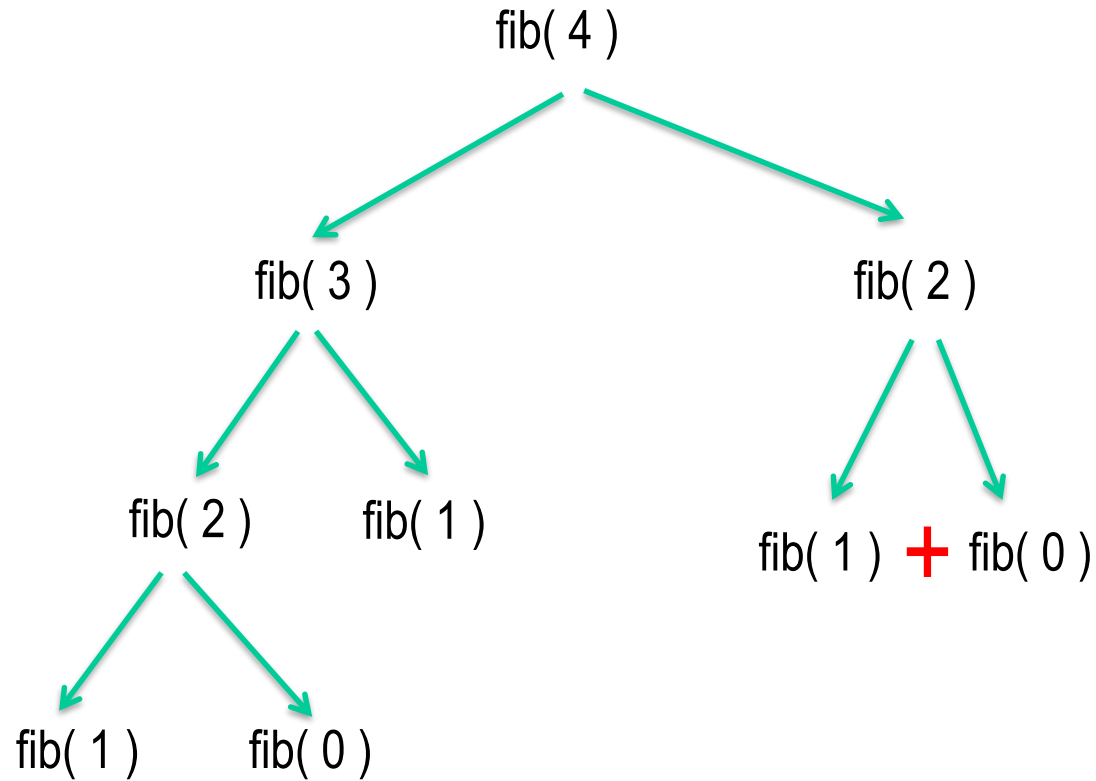 fib( 4 )
fib( 3 )
fib( 2 )
fib( 2 )
fib( 1 )
fib( 1 ) + fib( 0 )
fib( 1 )
fib( 0 )